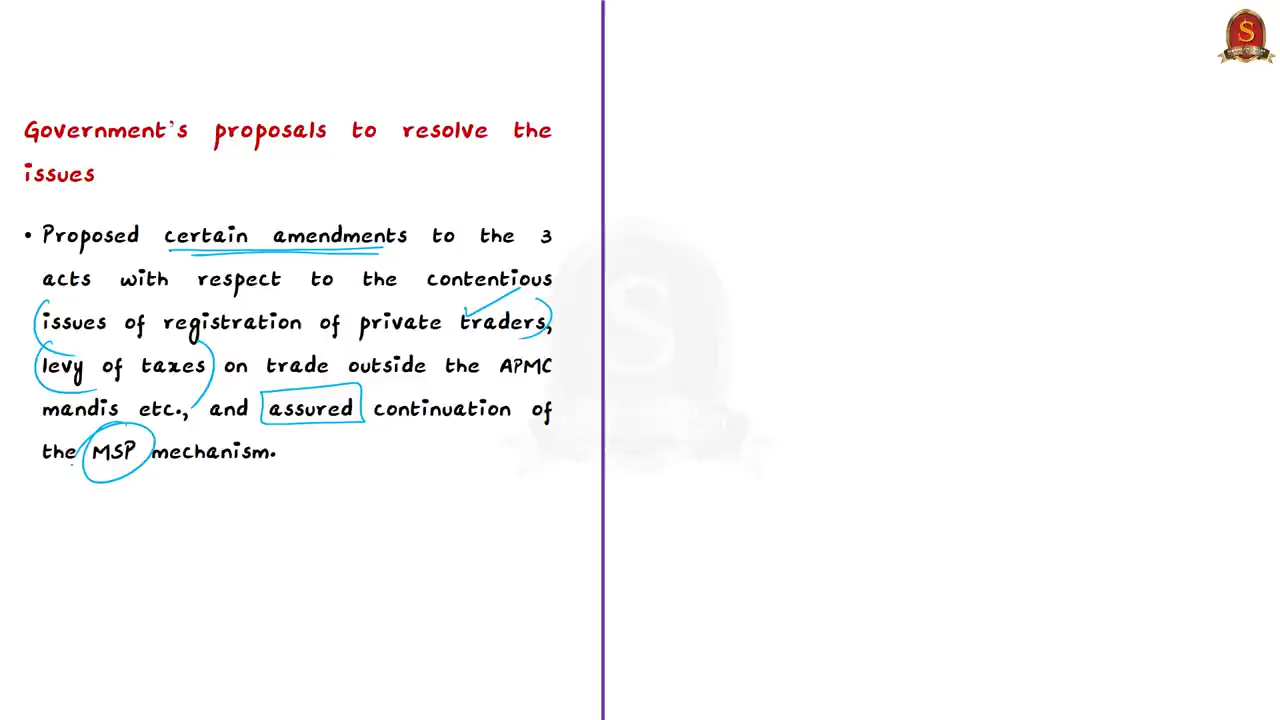 S
Government's proposals to resolve the
issues
• Proposed certain amendments to the 3
acts with respect to the contentious
issues of registration of private traders,
levy of taxes on trade outside the APMC
mandis etc., and assured continuation of
the MSP mechanism.